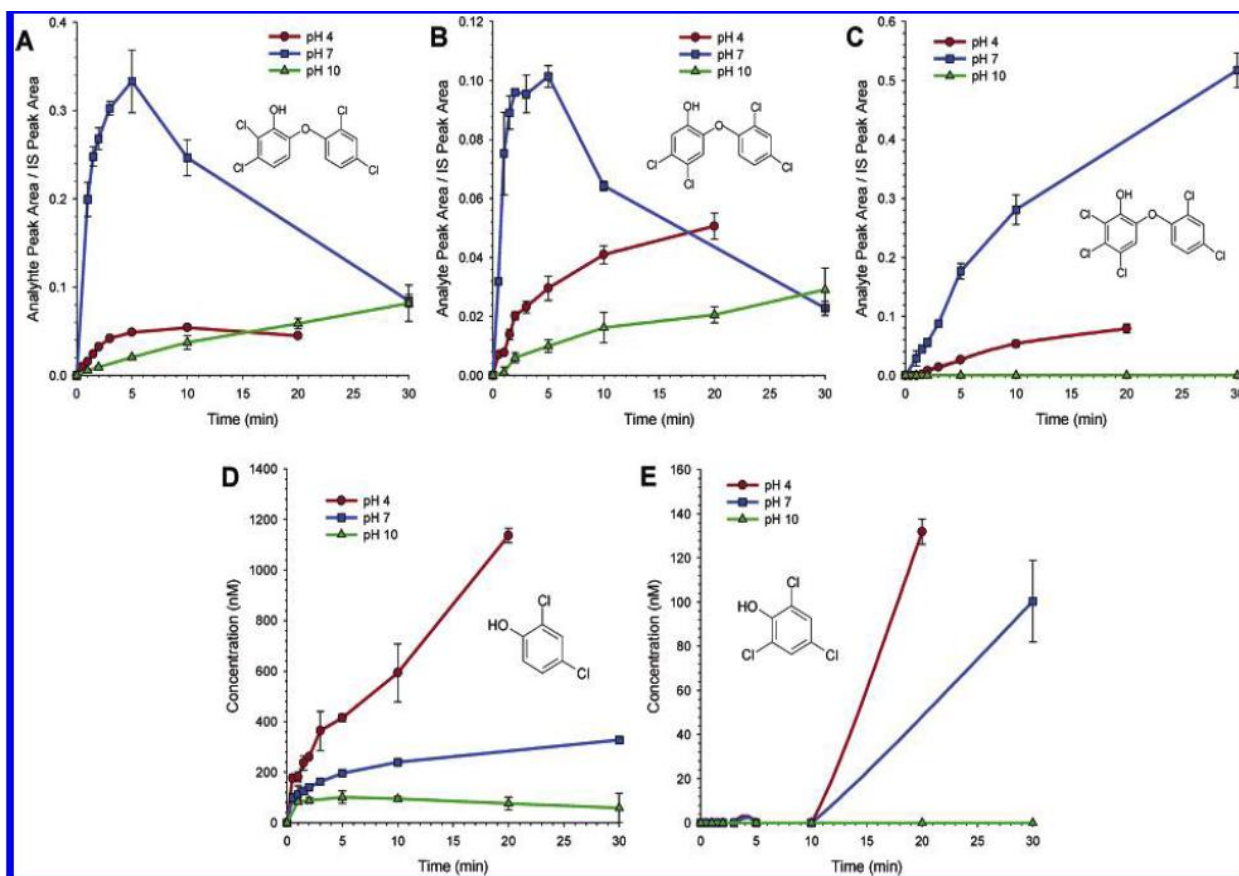 A
pH 4
pH 7
pH 10
Analyhte Peak Area / IS Peak Area
0.4
0.3
0.2
0.1
0.0
OH
Cl
Cl
O
Cl
Cl
0 5 10 15 20 25 30
Time (min)
B
pH 4
pH 7
pH 10
Analyte Peak Area / IS Peak Area
0.12
0.10
0.08
0.06
0.04
0.02
0.00
OH
Cl
O
Cl
Cl
Cl
0 5 10 15 20 25 30
Time (min)
C
pH 4
pH 7
pH 10
Analyte Peak Area / IS Peak Area
0.6
0.5
0.4
0.3
0.2
0.1
0.0
OH
Cl
Cl
O
Cl
Cl
Cl
0 5 10 15 20 25 30
Time (min)
D
pH 4
pH 7
pH 10
Concentration (nM)
1400
1200
1000
800
600
400
200
0
Cl
HO
Cl
0 5 10 15 20 25 30
Time (min)
E
pH 4
pH 7
pH 10
Concentration (nM)
160
140
120
100
80
60
40
20
0
Cl
HO
Cl
Cl
0 5 10 15 20 25 30
Time (min)